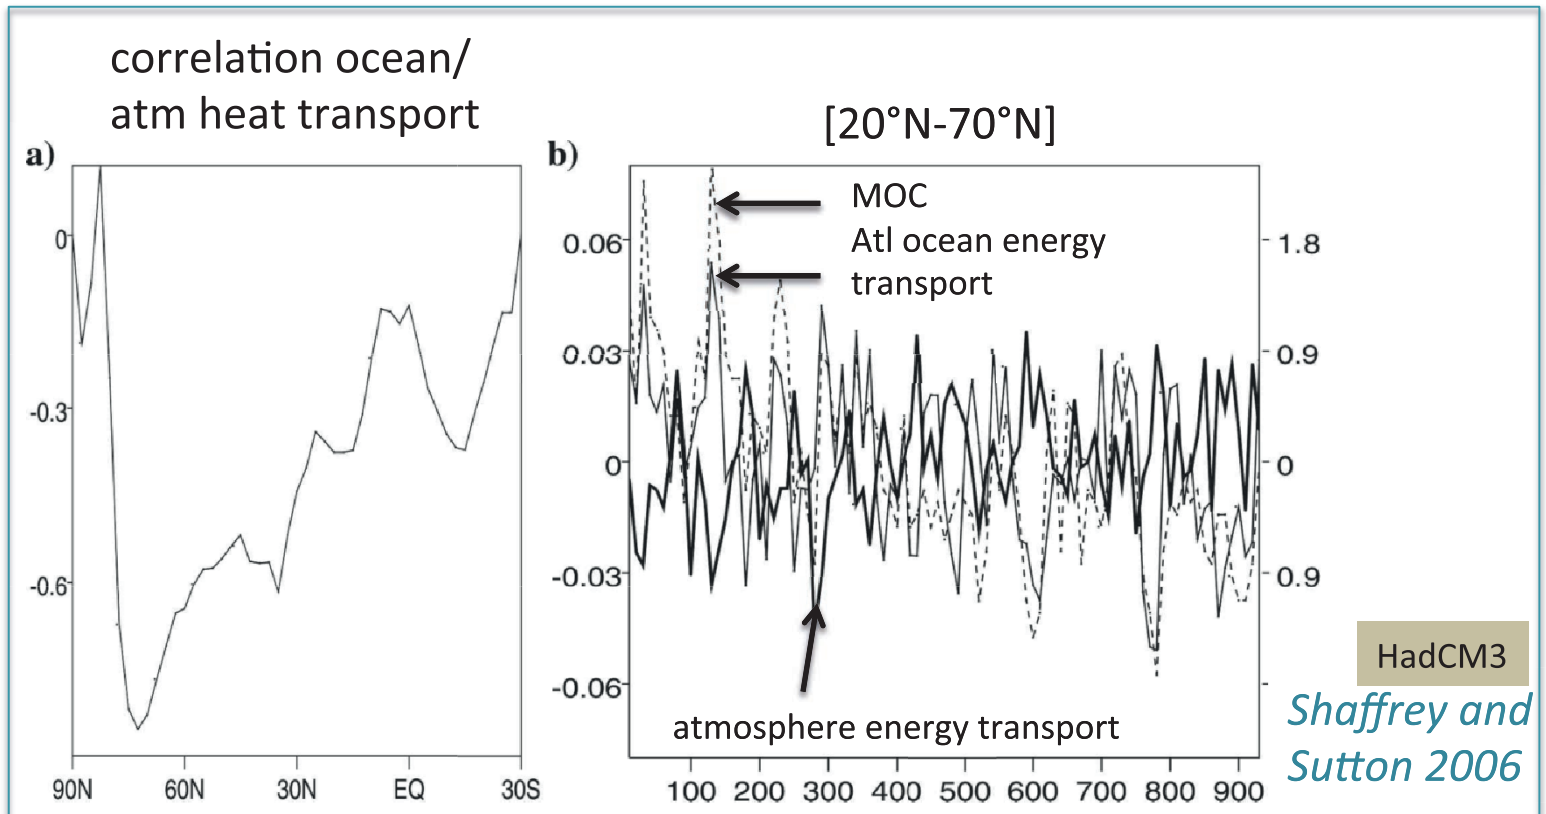 correlation ocean/
atm heat transport
[20°N-70°N]
a)
b)
MOC
Atl ocean energy
transport
0
-0.3
-0.6
90N 60N 30N EQ 30S
0.06
0.03
0
-0.03
-0.06
1.8
0.9
0
0.9
atmosphere energy transport
100 200 300 400 500 600 700 800 900
HadCM3
Shaffrey and
Sutton 2006